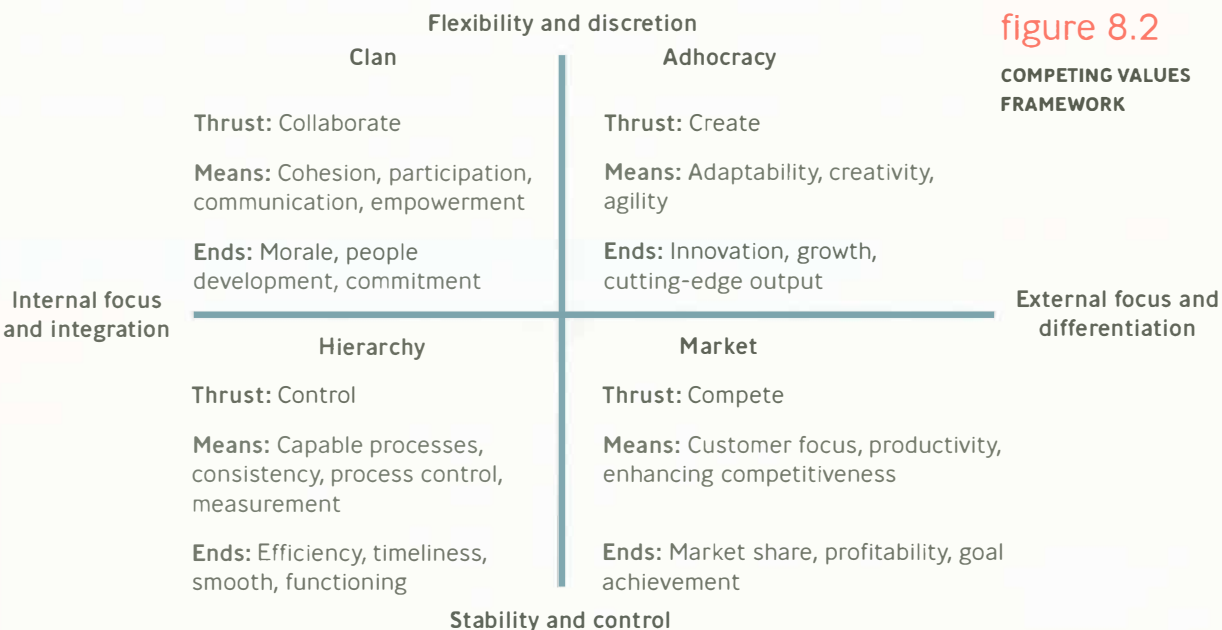 figure 8.2
COMPETING VALUES
FRAMEWORK
Flexibility and discretion
Clan
Thrust: Collaborate
Means: Cohesion, participation,
communication, empowerment
Ends: Morale, people
development, commitment
Adhocracy
Thrust: Create
Means: Adaptability, creativity,
agility
Ends: Innovation, growth,
cutting-edge output
Internal focus
and integration
External focus and
differentiation
Hierarchy
Thrust: Control
Means: Capable processes,
consistency, process control,
measurement
Ends: Efficiency, timeliness,
smooth, functioning
Market
Thrust: Compete
Means: Customer focus, productivity,
enhancing competitiveness
Ends: Market share, profitability, goal
achievement
Stability and control